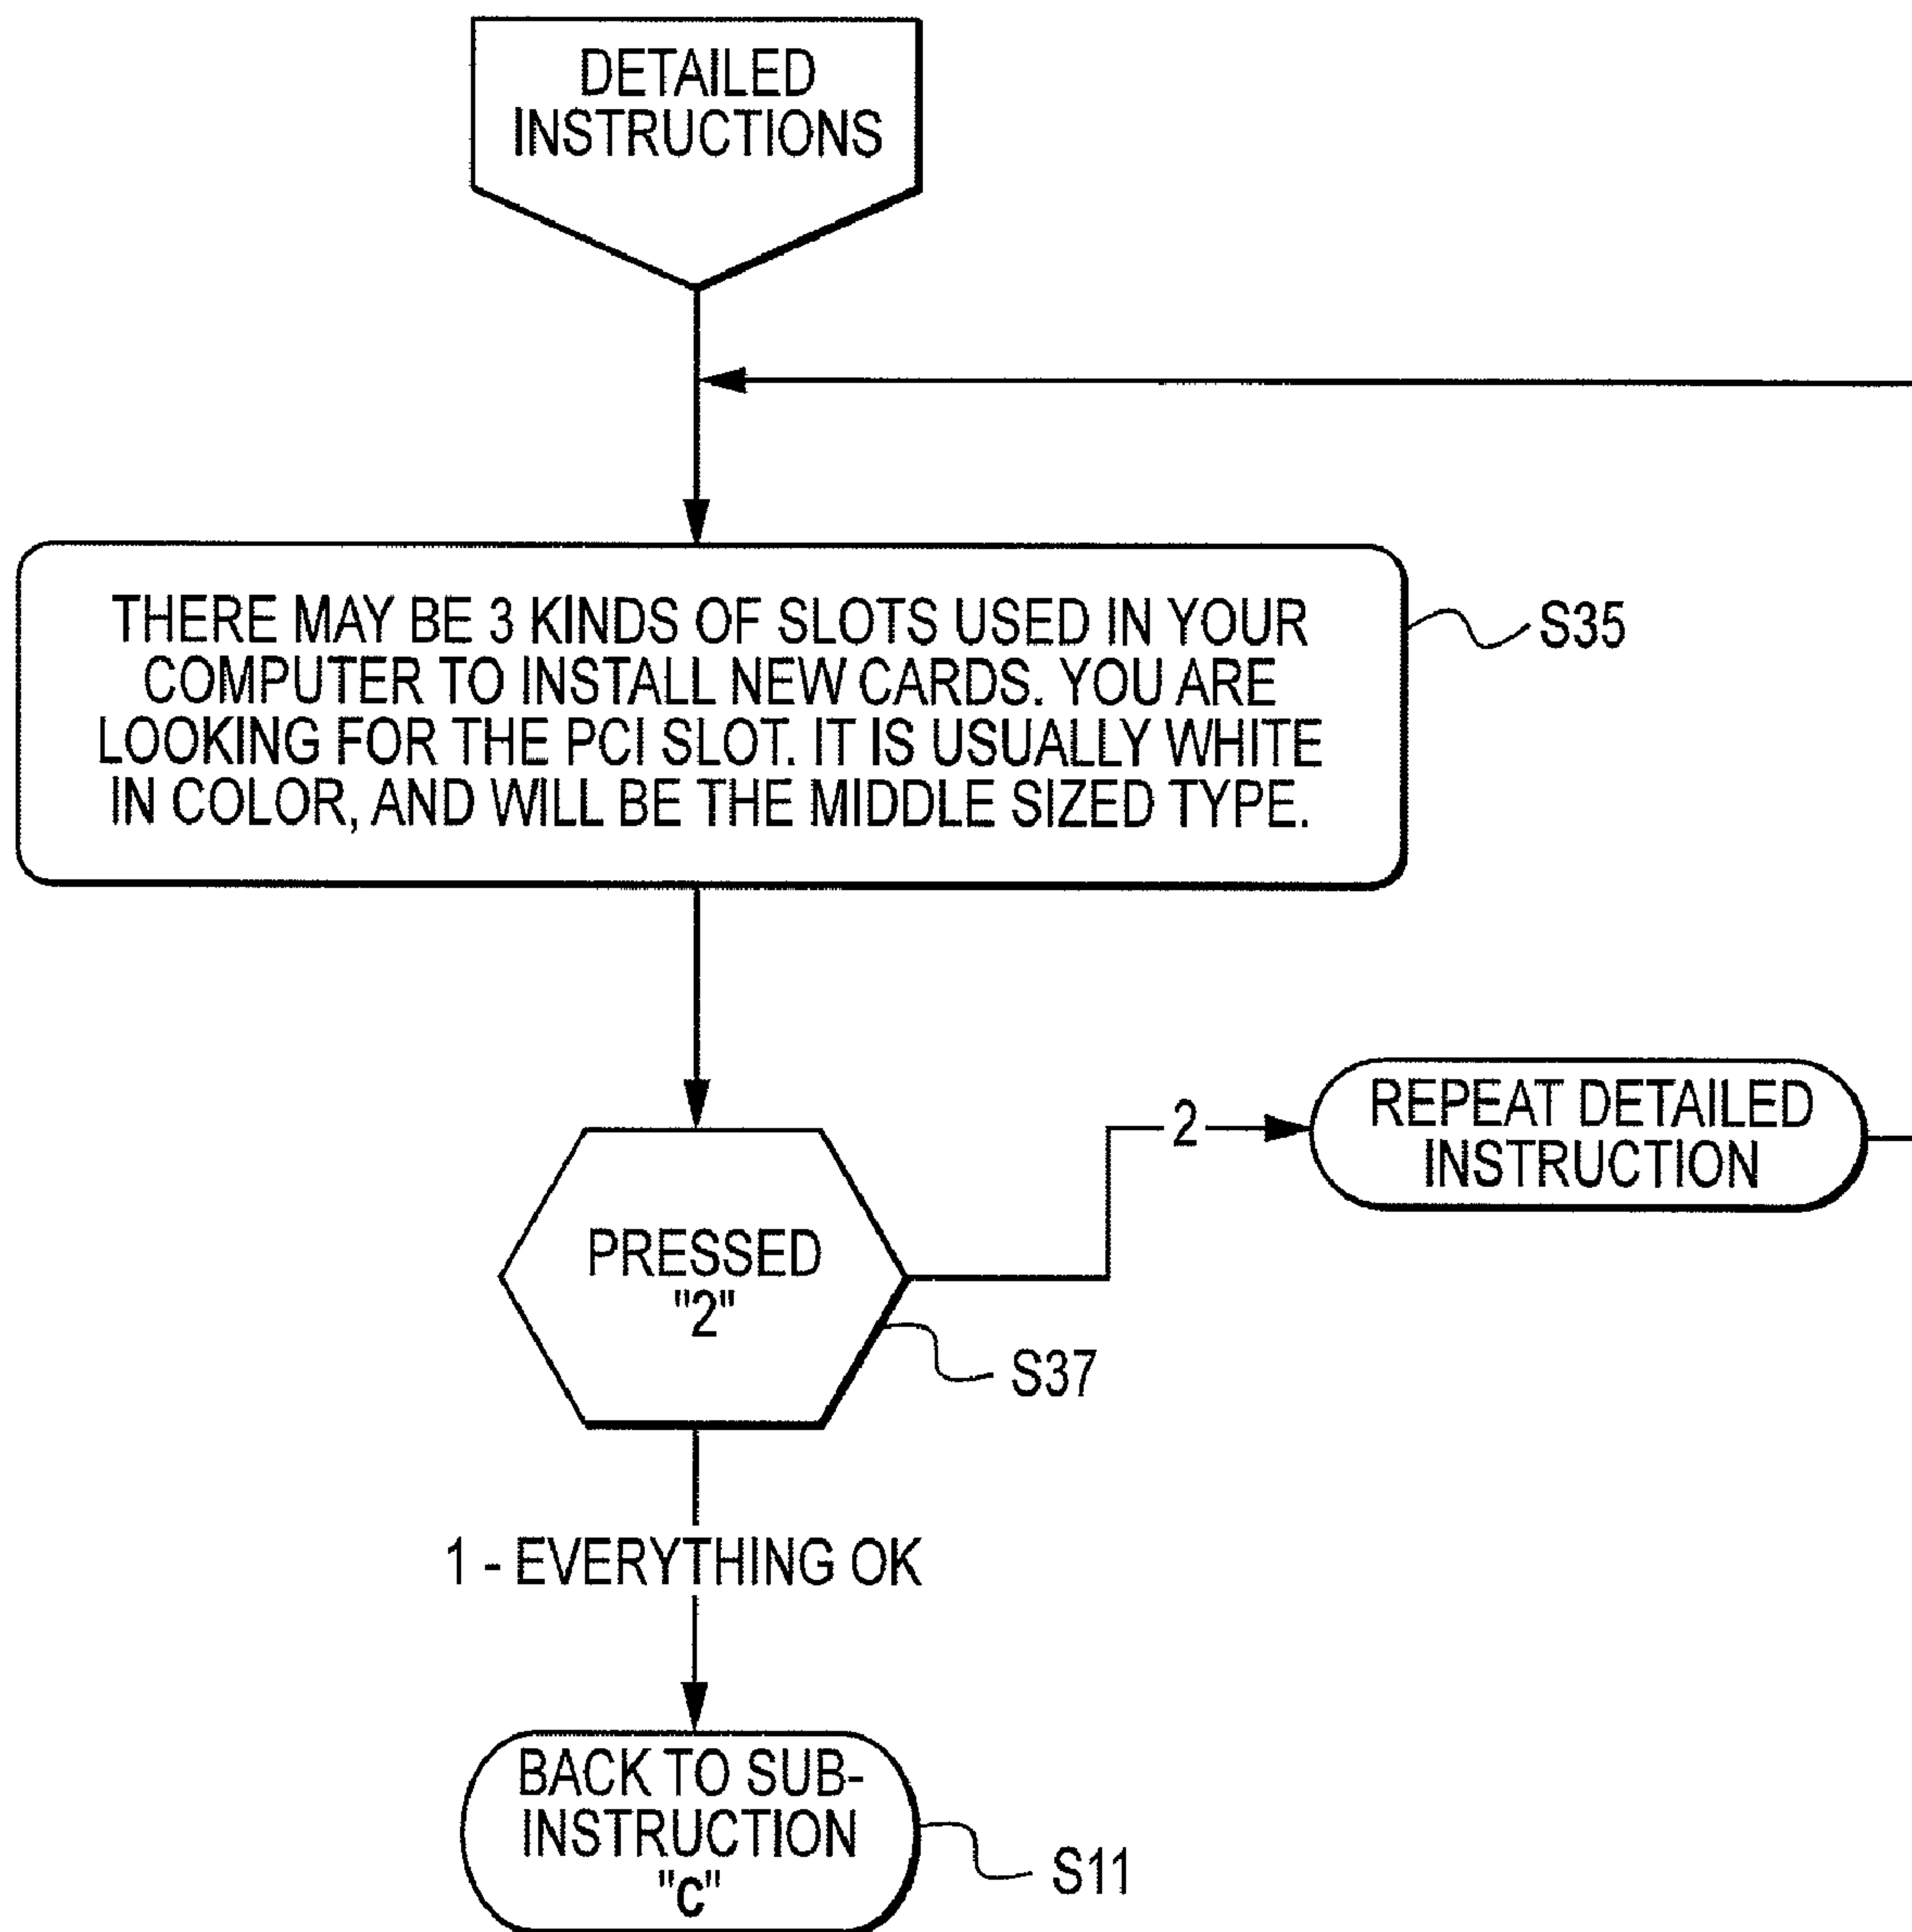 DETAILED
INSTRUCTIONS
THERE MAY BE 3 KINDS OF SLOTS USED IN YOUR
COMPUTER TO INSTALL NEW CARDS. YOU ARE
LOOKING FOR THE PCI SLOT. IT IS USUALLY WHITE
IN COLOR, AND WILL BE THE MIDDLE SIZED TYPE.
S35
2
REPEAT DETAILED
INSTRUCTION
PRESSED
"2"
S37
1 - EVERYTHING OK
BACK TO SUB-
INSTRUCTION
"C"
S11